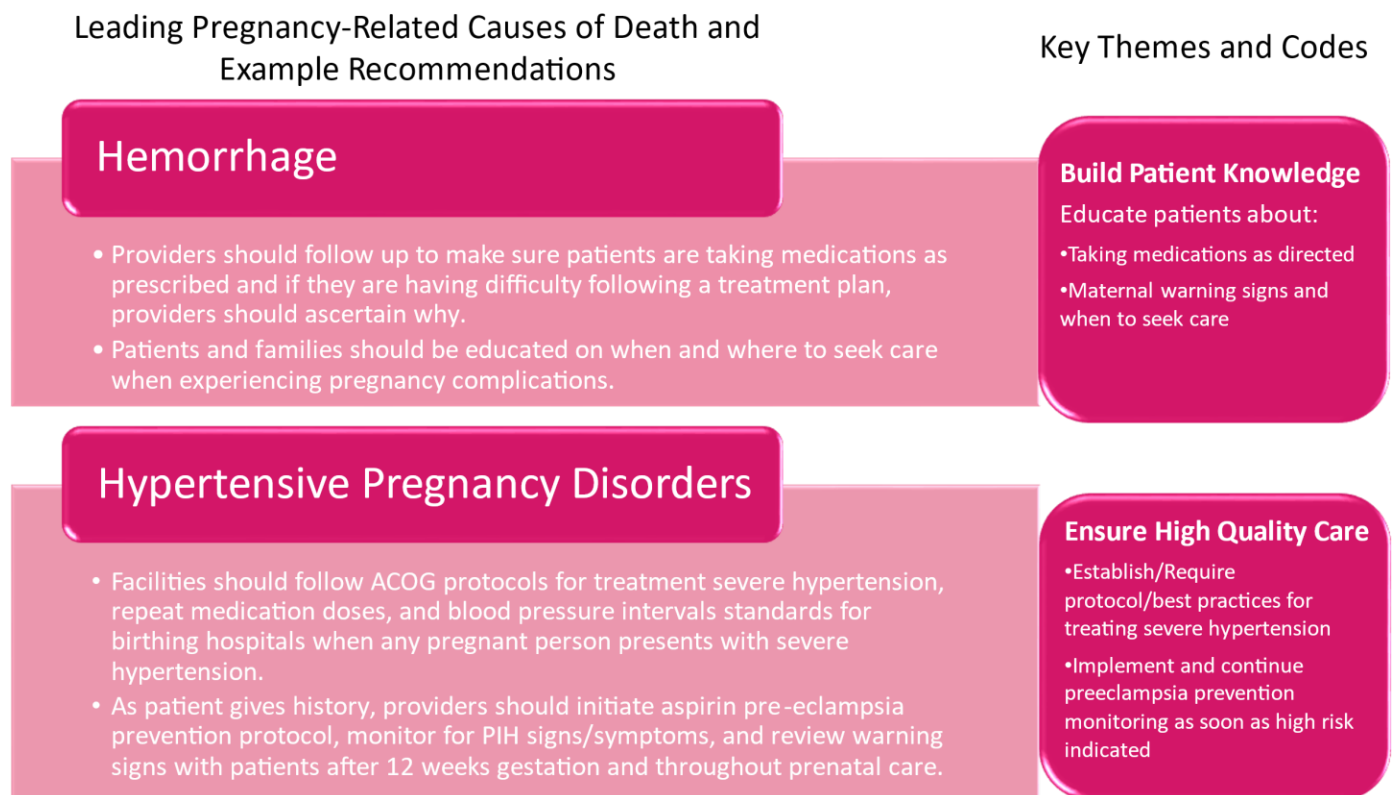 Leading Pregnancy-Related Causes of Death and
Example Recommendations
Key Themes and Codes
Hemorrhage
• Providers should follow up to make sure patients are taking medications as
prescribed and if they are having difficulty following a treatment plan,
providers should ascertain why.
• Patients and families should be educated on when and where to seek care
when experiencing pregnancy complications.
Build Patient Knowledge
Educate patients about:
•Taking medications as directed
•Maternal warning signs and
when to seek care
Hypertensive Pregnancy Disorders
• Facilities should follow ACOG protocols for treatment severe hypertension,
repeat medication doses, and blood pressure intervals standards for
birthing hospitals when any pregnant person presents with severe
hypertension.
• As patient gives history, providers should initiate aspirin pre-eclampsia
prevention protocol, monitor for PIH signs/symptoms, and review warning
signs with patients after 12 weeks gestation and throughout prenatal care.
Ensure High Quality Care
•Establish/Require
protocol/best practices for
treating severe hypertension
•Implement and continue
preeclampsia prevention
monitoring as soon as high risk
indicated